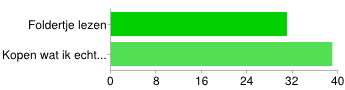 Foldertje lezen
Kopen wat ik echt...
0 8 16 24 32 40